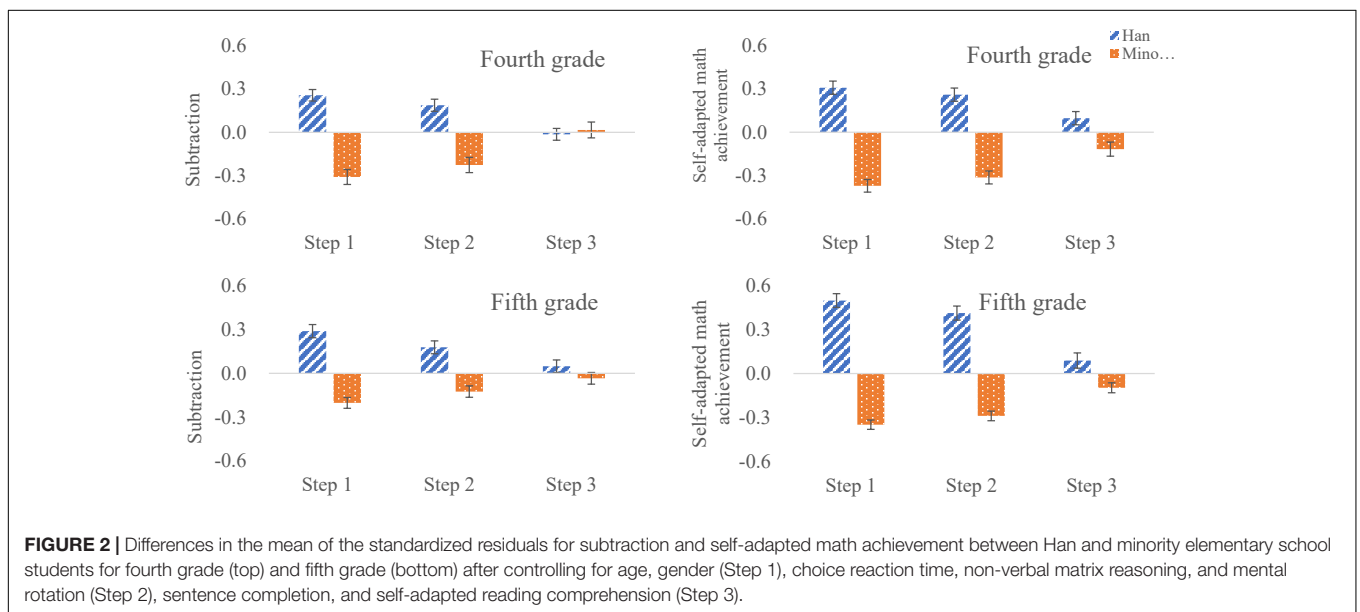 Fourth grade
0.6
0.3
0.0
-0.3
-0.6
Subtraction
Step 1 Step 2 Step 3
Fourth grade
Han
Mino…
0.6
0.3
0.0
-0.3
-0.6
Self-adapted math
achievement
Step 1 Step 2 Step 3
Fifth grade
0.6
0.3
0.0
-0.3
-0.6
Subtraction
Step 1 Step 2 Step 3
Fifth grade
0.6
0.3
0.0
-0.3
-0.6
Self-adapted math
achievement
Step 1 Step 2 Step 3
FIGURE 2 | Differences in the mean of the standardized residuals for subtraction and self-adapted math achievement between Han and minority elementary school
students for fourth grade (top) and fifth grade (bottom) after controlling for age, gender (Step 1), choice reaction time, non-verbal matrix reasoning, and mental
rotation (Step 2), sentence completion, and self-adapted reading comprehension (Step 3).